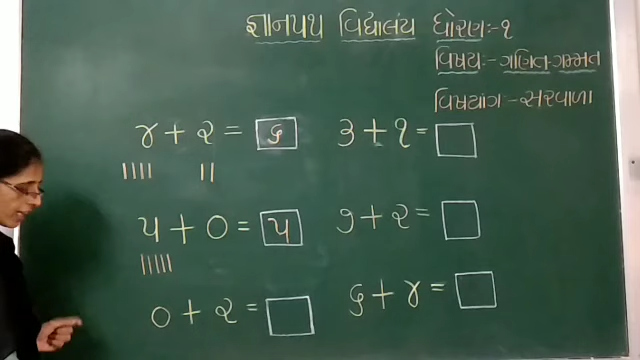 જ્ઞાનપથ વિદ્યાલય ધોરણ:-૧
વિષય:- ગણિત-ગમ્મત
વિષયાંગ:- સરવાળા
૪ + ૨ = ૬
૩ + ૧ =
૫ + ૦ = ૫
૭ + ૨ =
૦ + ૨ =
૬ + ૪ =